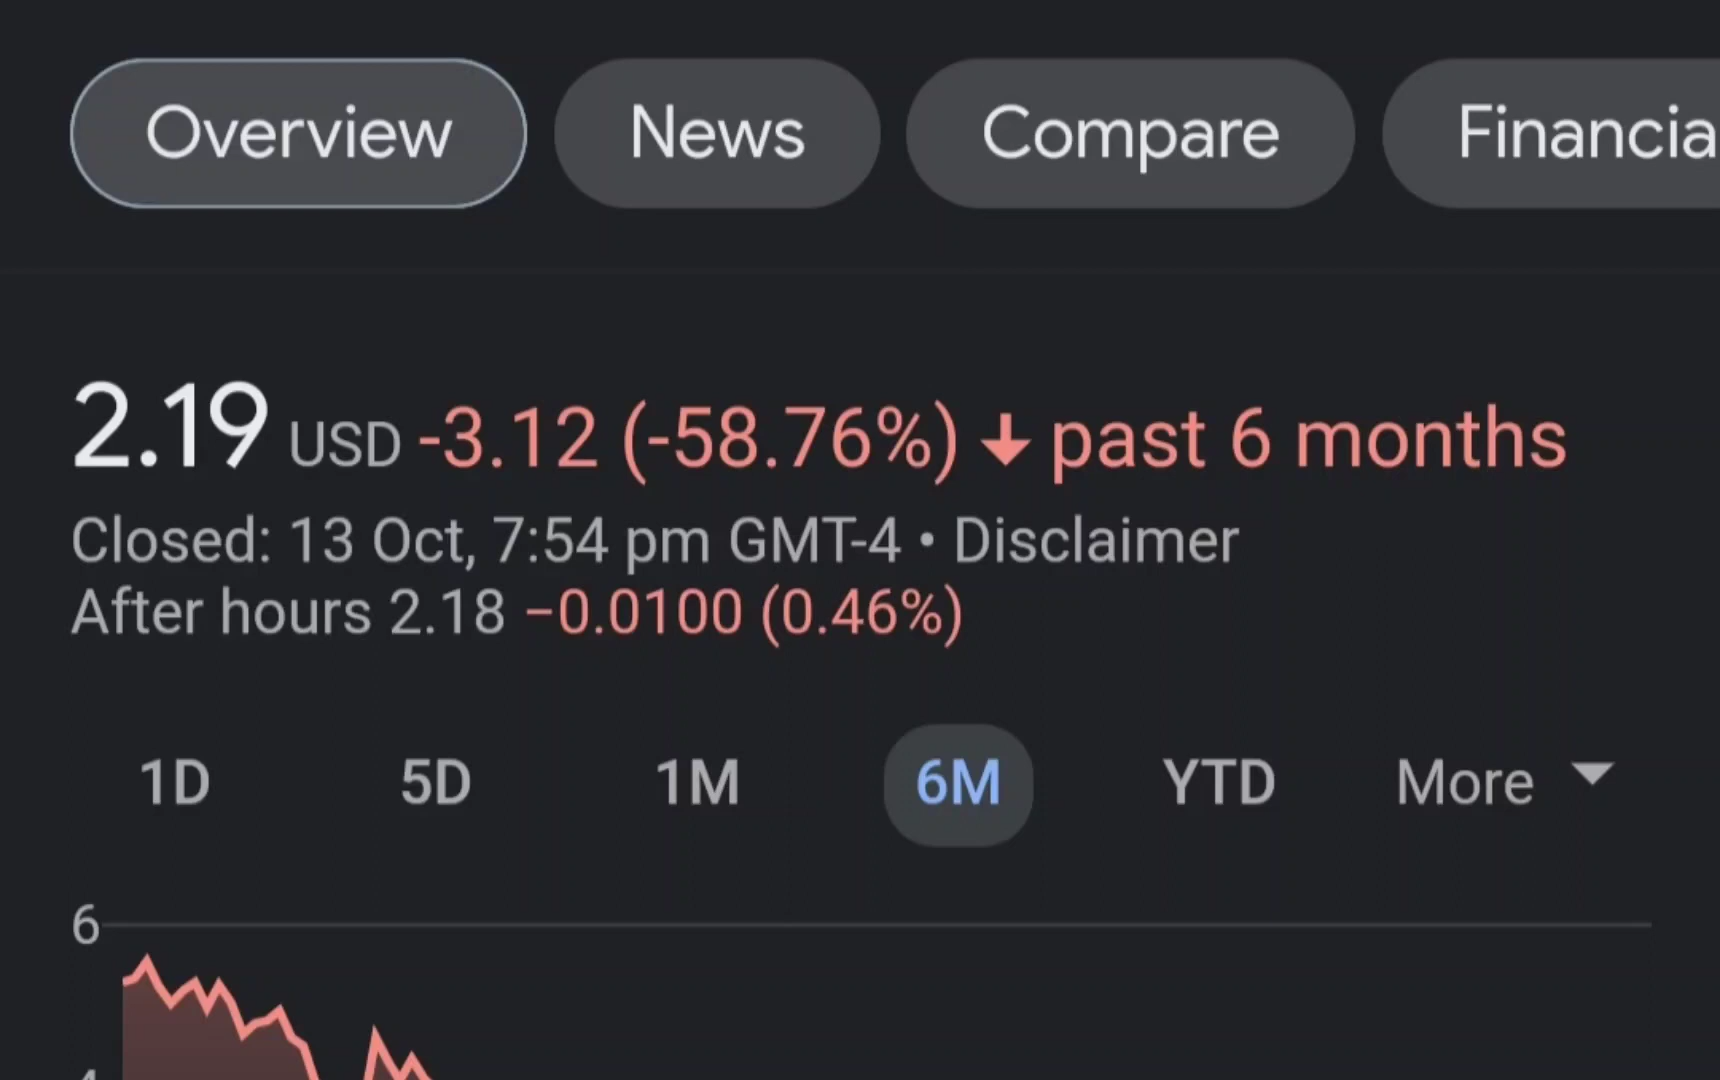 Overview News Compare Financia
2.19 USD -3.12 (-58.76%) ↓ past 6 months
Closed: 13 Oct, 7:54 pm GMT-4 • Disclaimer
After hours 2.18 −0.0100 (0.46%)
1D 5D 1M 6M YTD More
6
4